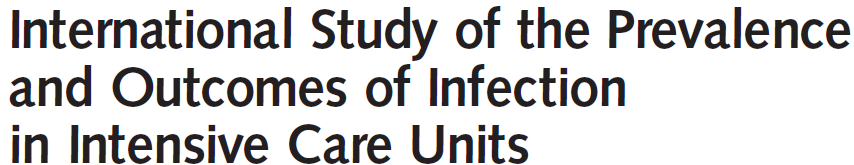 International Study of the Prevalence
and Outcomes of Infection
in Intensive Care Units